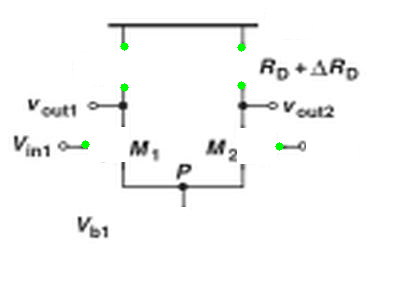 R_D + ΔR_D
v_out1
v_out2
V_in1
M_1
M_2
P
V_b1